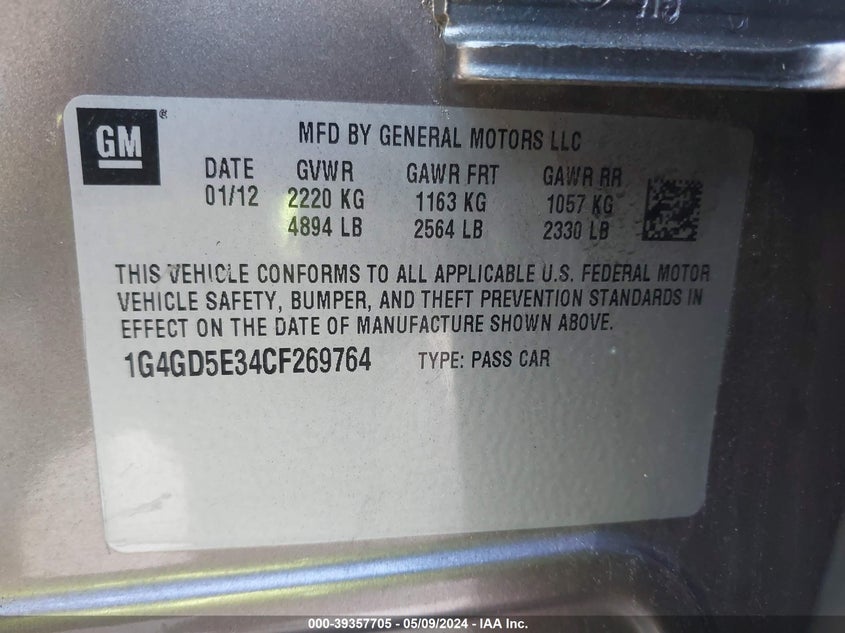 GM®
MFD BY GENERAL MOTORS LLC
DATE GVWR GAWR FRT GAWR RR
01/12 2220 KG 1163 KG 1057 KG
4894 LB 2564 LB 2330 LB
THIS VEHICLE CONFORMS TO ALL APPLICABLE U.S. FEDERAL MOTOR
VEHICLE SAFETY, BUMPER, AND THEFT PREVENTION STANDARDS IN
EFFECT ON THE DATE OF MANUFACTURE SHOWN ABOVE.
1G4GD5E34CF269764 TYPE: PASS CAR
000-39357705 - 05/09/2024 - IAA Inc.